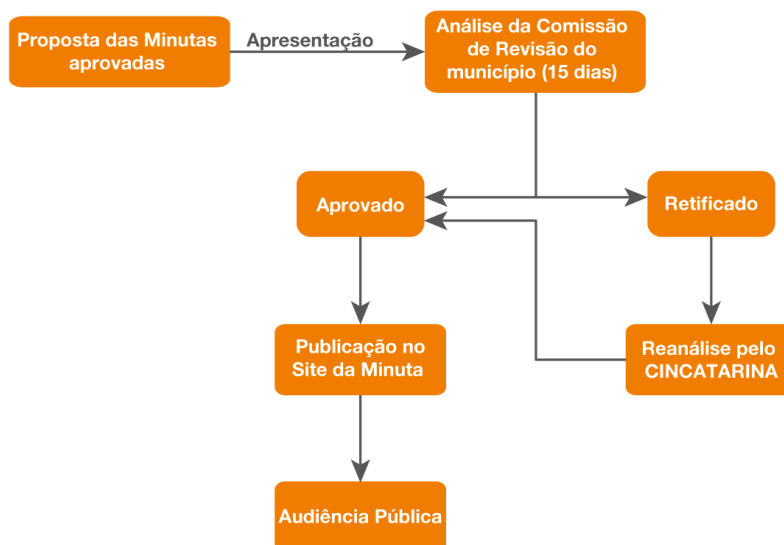 Proposta das Minutas
aprovadas
Apresentação
Análise da Comissão
de Revisão do
município (15 dias)
Aprovado
Retificado
Publicação no
Site da Minuta
Reanálise pelo
CINCATARINA
Audiência Pública